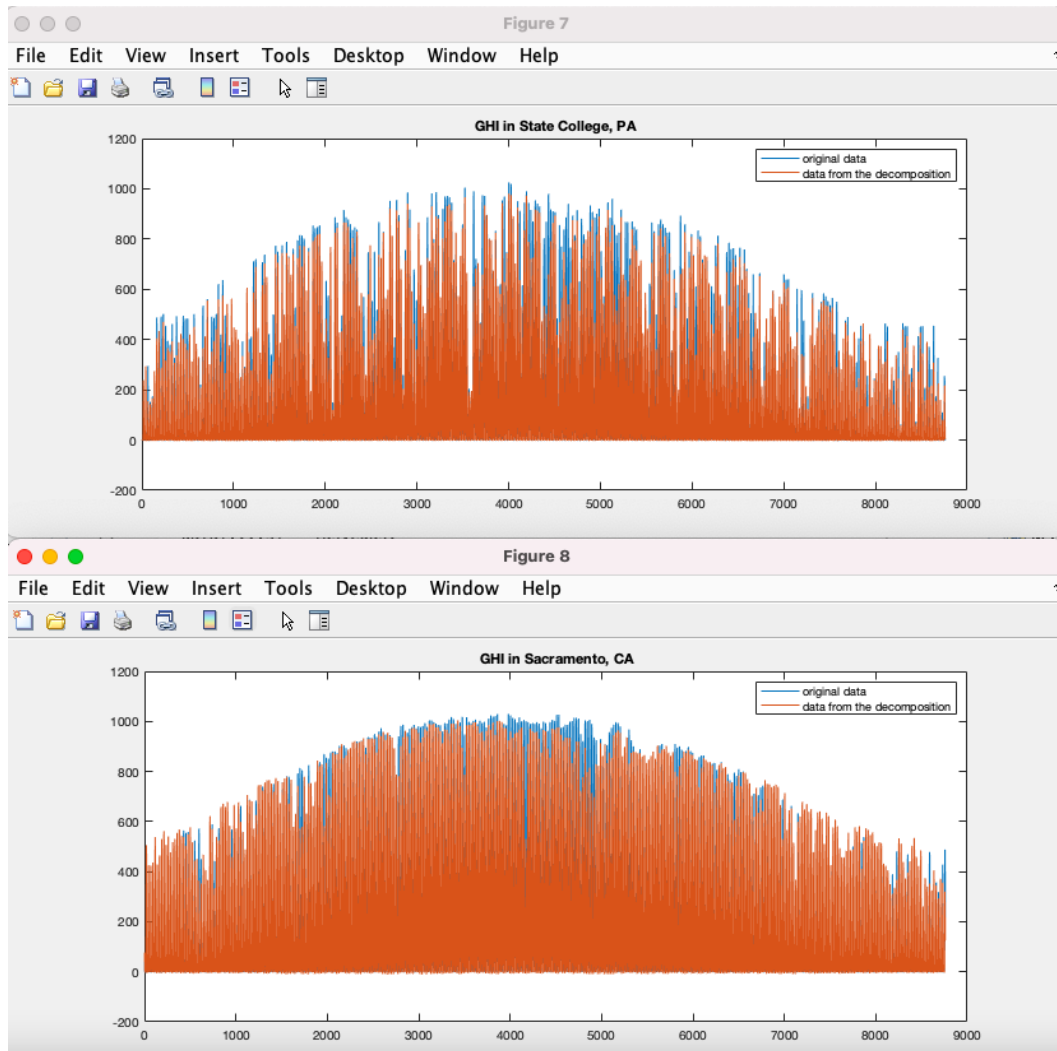 Figure 7
File Edit View Insert Tools Desktop Window Help
GHI in State College, PA
1200
1000
800
600
400
200
0
-200
original data
data from the decomposition
0 1000 2000 3000 4000 5000 6000 7000 8000 9000
Figure 8
File Edit View Insert Tools Desktop Window Help
GHI in Sacramento, CA
1200
1000
800
600
400
200
0
-200
original data
data from the decomposition
0 1000 2000 3000 4000 5000 6000 7000 8000 9000